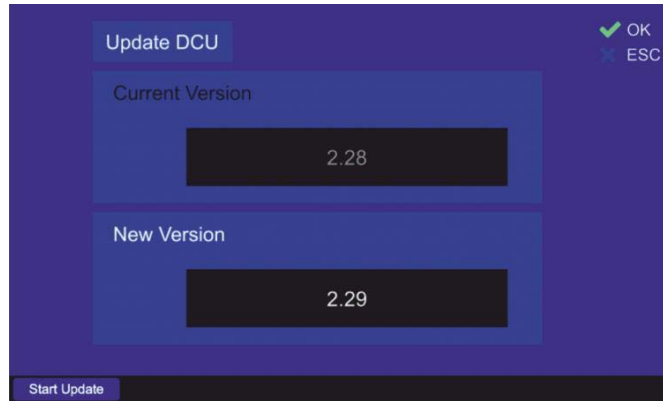 Update DCU
OK
ESC
Current Version
2.28
New Version
2.29
Start Update